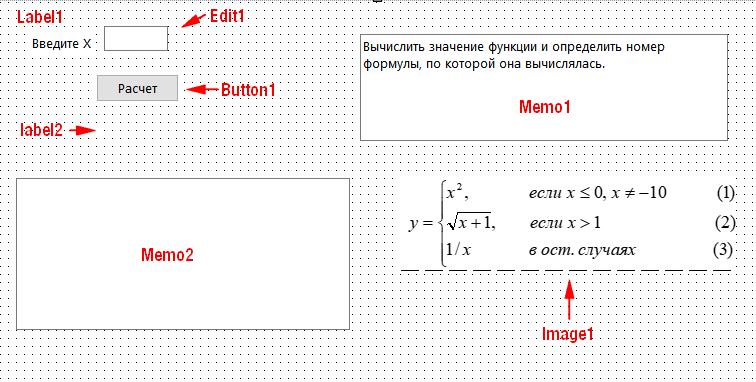 Label1
Edit1
Введите X
Вычислить значение функции и определить номер
формулы, по которой она вычислялась.
Расчет
Button1
Memo1
label2
x², если x ≤ 0, x ≠ −10 (1)
y = { √x+1, если x > 1 (2)
1/x в ост. случаях (3)
Memo2
Image1